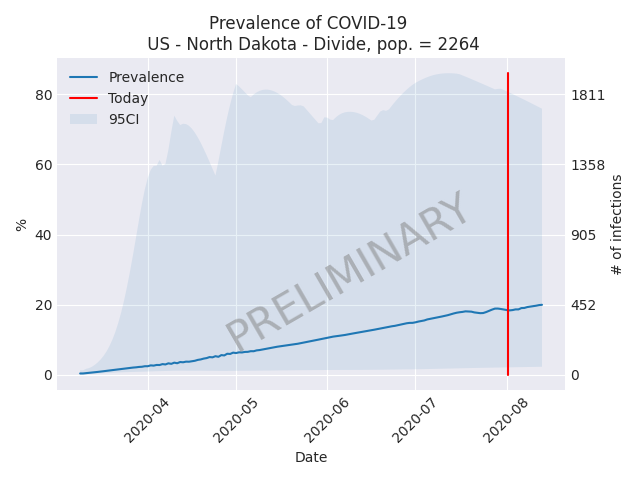 Prevalence of COVID-19
US - North Dakota - Divide, pop. = 2264
Prevalence
Today
95CI
80
60
40
20
0
%
1811
1358
905
452
0
# of infections
PRELIMINARY
2020-04
2020-05
2020-06
2020-07
2020-08
Date